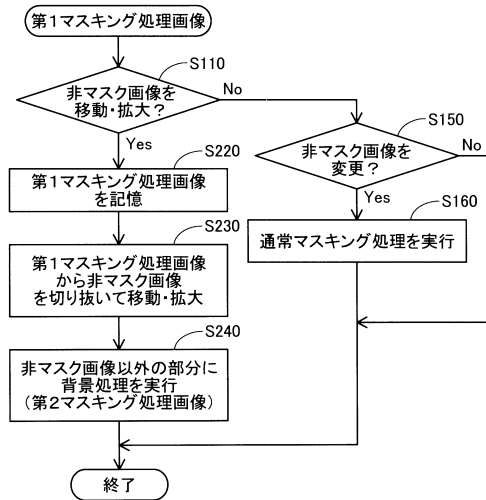 第1マスキング処理画像
S110
非マスク画像を
移動・拡大？
No
Yes
S150
非マスク画像を
変更？
No
Yes
S220
第1マスキング処理画像
を記憶
S160
通常マスキング処理を実行
S230
第1マスキング処理画像
から非マスク画像
を切り抜いて移動・拡大
S240
非マスク画像以外の部分に
背景処理を実行
(第2マスキング処理画像)
終了